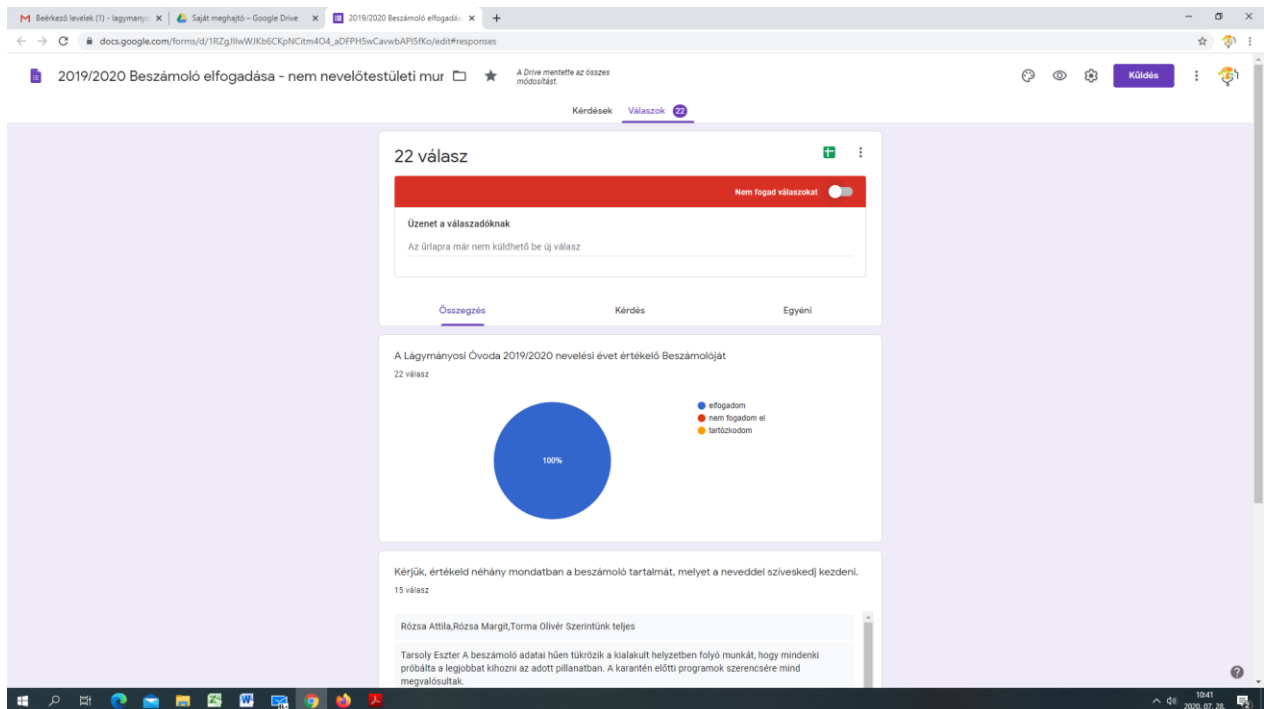 Beérkező levelek (1) - lagymanyo
Saját meghajtó – Google Drive
2019/2020 Beszámoló elfogadás
docs.google.com/forms/d/1RZgJIlwWJKb6CKpNCitm4O4_aDFPH5wCavwbAPI5fKo/edit#responses
2019/2020 Beszámoló elfogadása - nem nevelőtestületi mur
A Drive mentette az összes
módosítást.
Küldés
Kérdések
Válaszok 22
22 válasz
Nem fogad válaszokat
Üzenet a válaszadóknak
Az űrlapra már nem küldhető be új válasz
Összegzés
Kérdés
Egyéni
A Lágymányosi Óvoda 2019/2020 nevelési évet értékelő Beszámolóját
22 válasz
elfogadom
nem fogadom el
tartózkodom
100%
Kérjük, értékeld néhány mondatban a beszámoló tartalmát, melyet a neveddel szíveskedj kezdeni.
15 válasz
Rózsa Attila,Rózsa Margit,Torma Olivér Szerintünk teljes
Tarsoly Eszter A beszámoló adatai hűen tükrözik a kialakult helyzetben folyó munkát, hogy mindenki
próbálta a legjobbat kihozni az adott pillanatban. A karantén előtti programok szerencsére mind
megvalósultak.
10:41
2020. 07. 28.